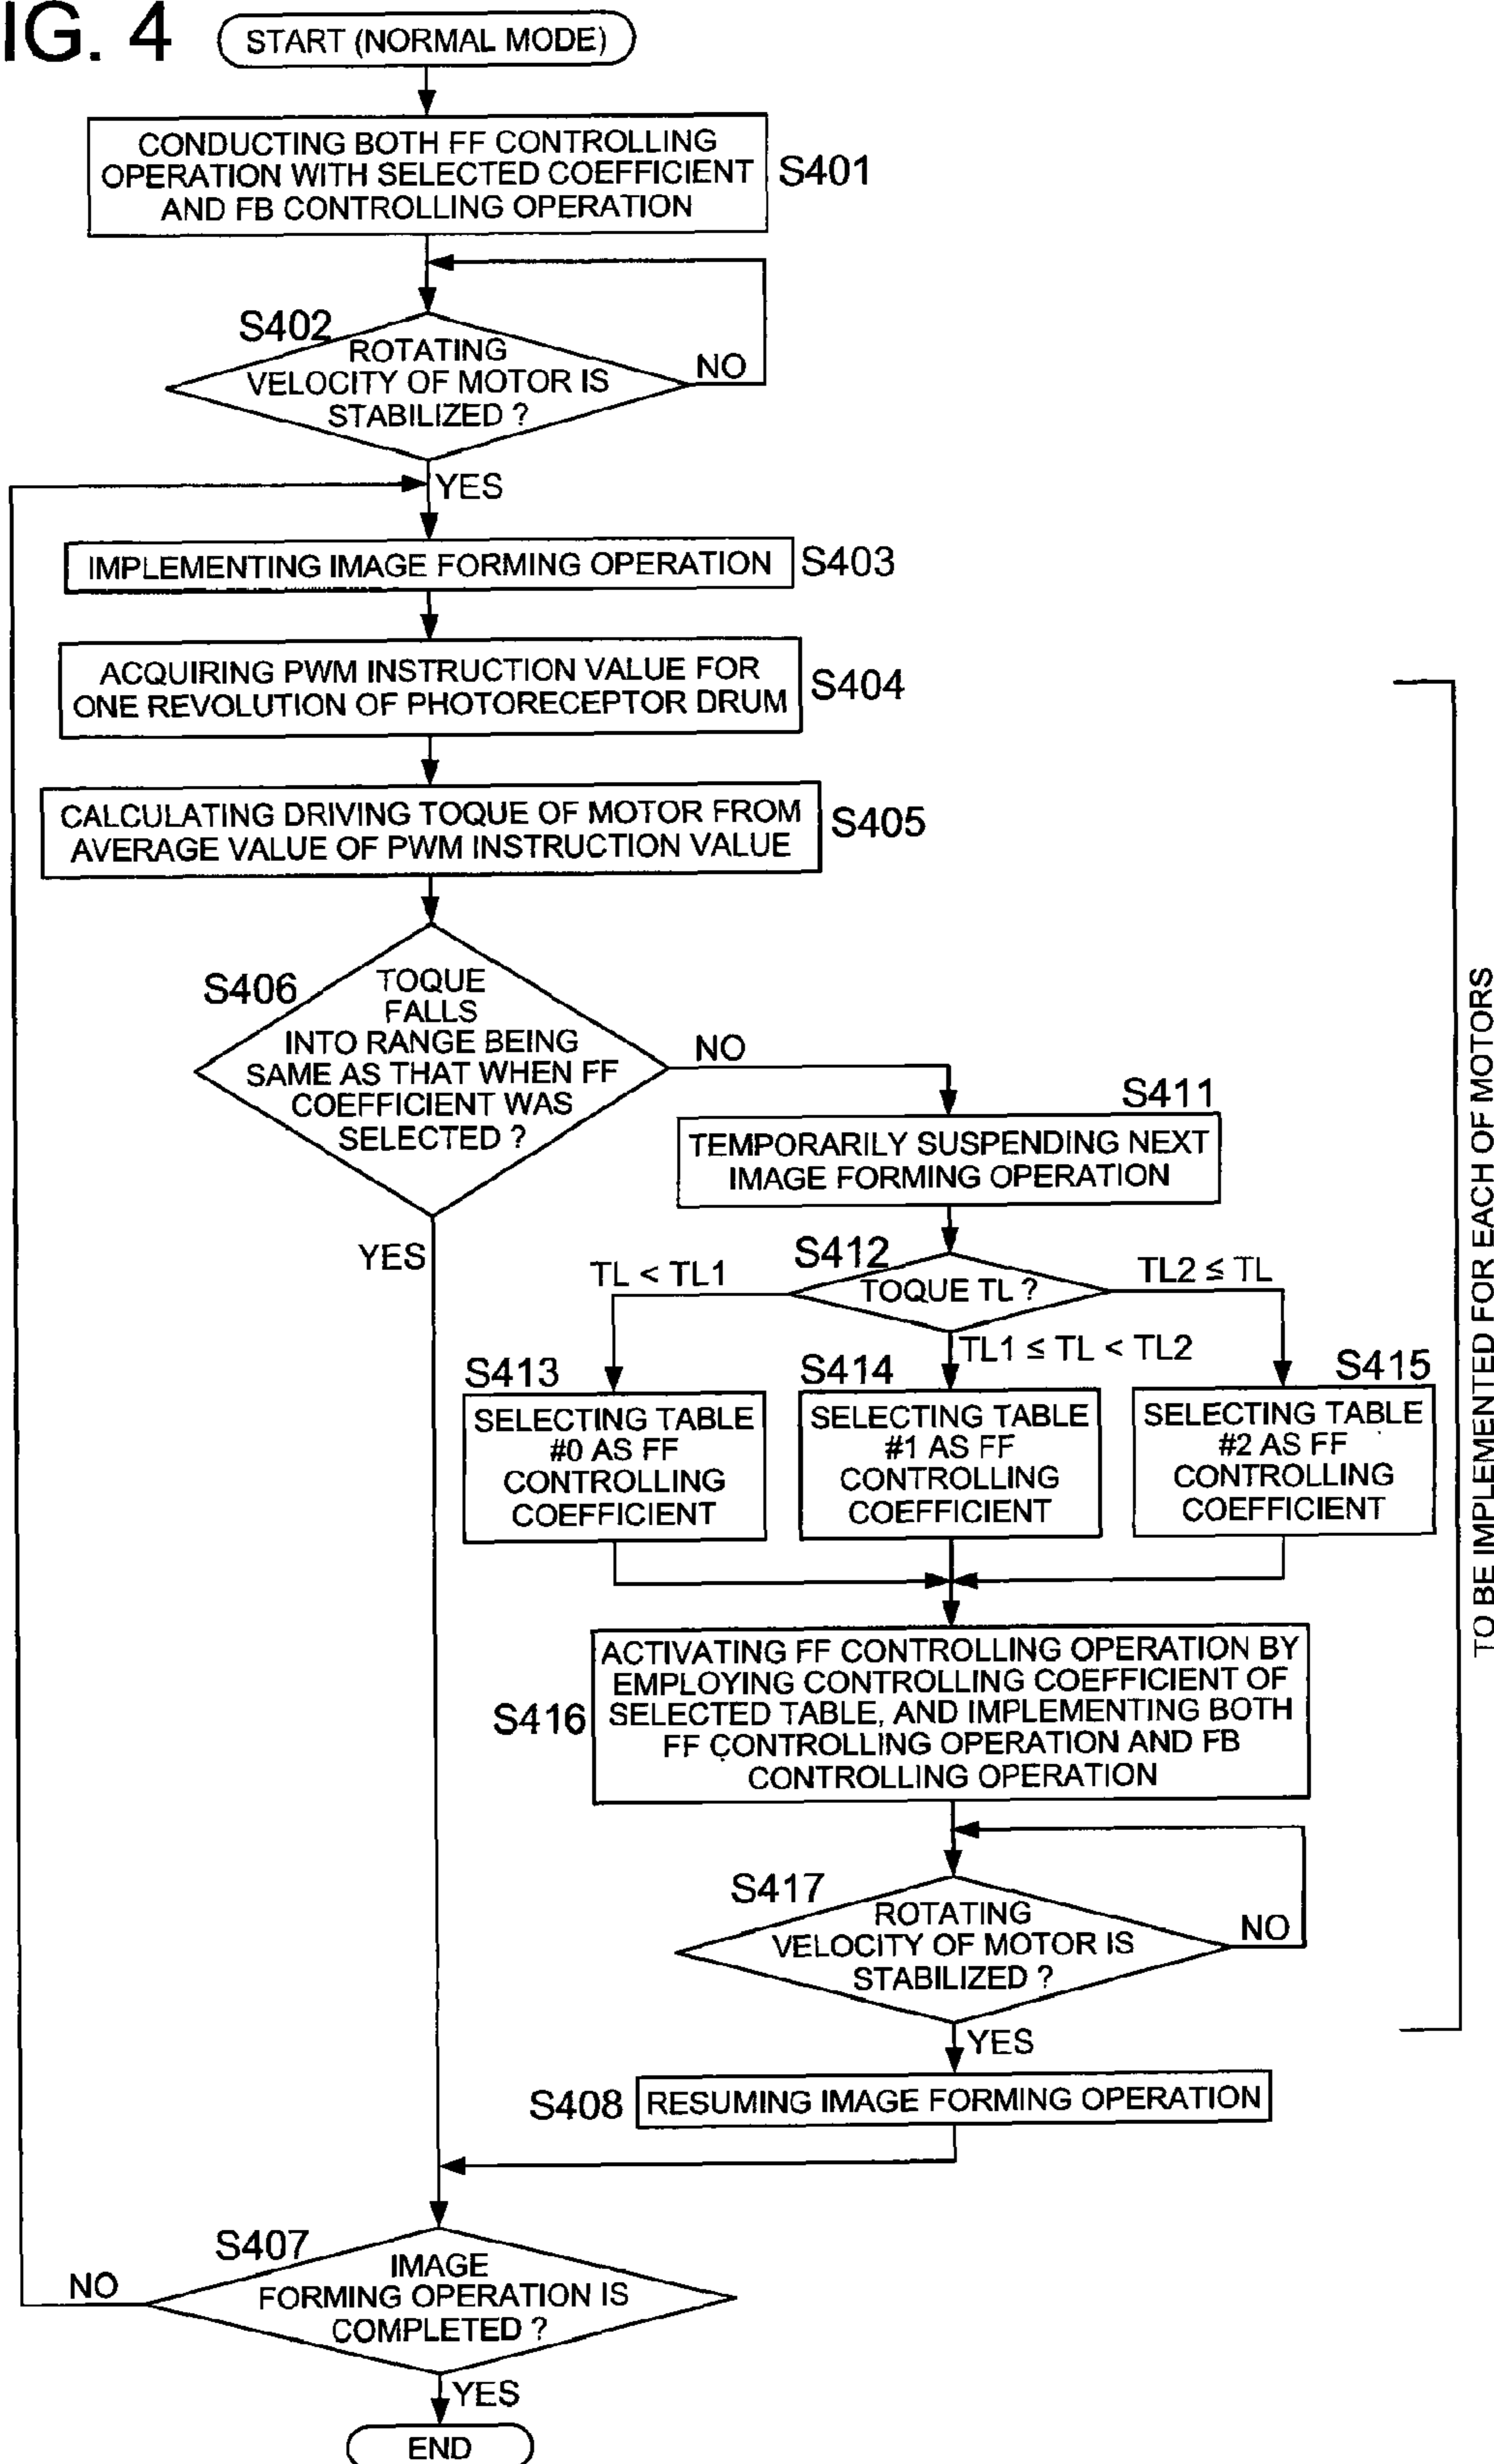 IG. 4
START (NORMAL MODE)
CONDUCTING BOTH FF CONTROLLING
OPERATION WITH SELECTED COEFFICIENT
AND FB CONTROLLING OPERATION
S401
S402
ROTATING
VELOCITY OF MOTOR IS
STABILIZED ?
NO
YES
IMPLEMENTING IMAGE FORMING OPERATION
S403
ACQUIRING PWM INSTRUCTION VALUE FOR
ONE REVOLUTION OF PHOTORECEPTOR DRUM
S404
CALCULATING DRIVING TOQUE OF MOTOR FROM
AVERAGE VALUE OF PWM INSTRUCTION VALUE
S405
S406
TOQUE
FALLS
INTO RANGE BEING
SAME AS THAT WHEN FF
COEFFICIENT WAS
SELECTED ?
NO
YES
S411
TEMPORARILY SUSPENDING NEXT
IMAGE FORMING OPERATION
S412
TOQUE TL ?
TL < TL1
TL2 ≤ TL
TL1 ≤ TL < TL2
S413
SELECTING TABLE
#0 AS FF
CONTROLLING
COEFFICIENT
S414
SELECTING TABLE
#1 AS FF
CONTROLLING
COEFFICIENT
S415
SELECTING TABLE
#2 AS FF
CONTROLLING
COEFFICIENT
S416
ACTIVATING FF CONTROLLING OPERATION BY
EMPLOYING CONTROLLING COEFFICIENT OF
SELECTED TABLE, AND IMPLEMENTING BOTH
FF CONTROLLING OPERATION AND FB
CONTROLLING OPERATION
S417
ROTATING
VELOCITY OF MOTOR IS
STABILIZED ?
NO
YES
S408
RESUMING IMAGE FORMING OPERATION
TO BE IMPLEMENTED FOR EACH OF MOTORS
S407
IMAGE
FORMING OPERATION IS
COMPLETED ?
NO
YES
END